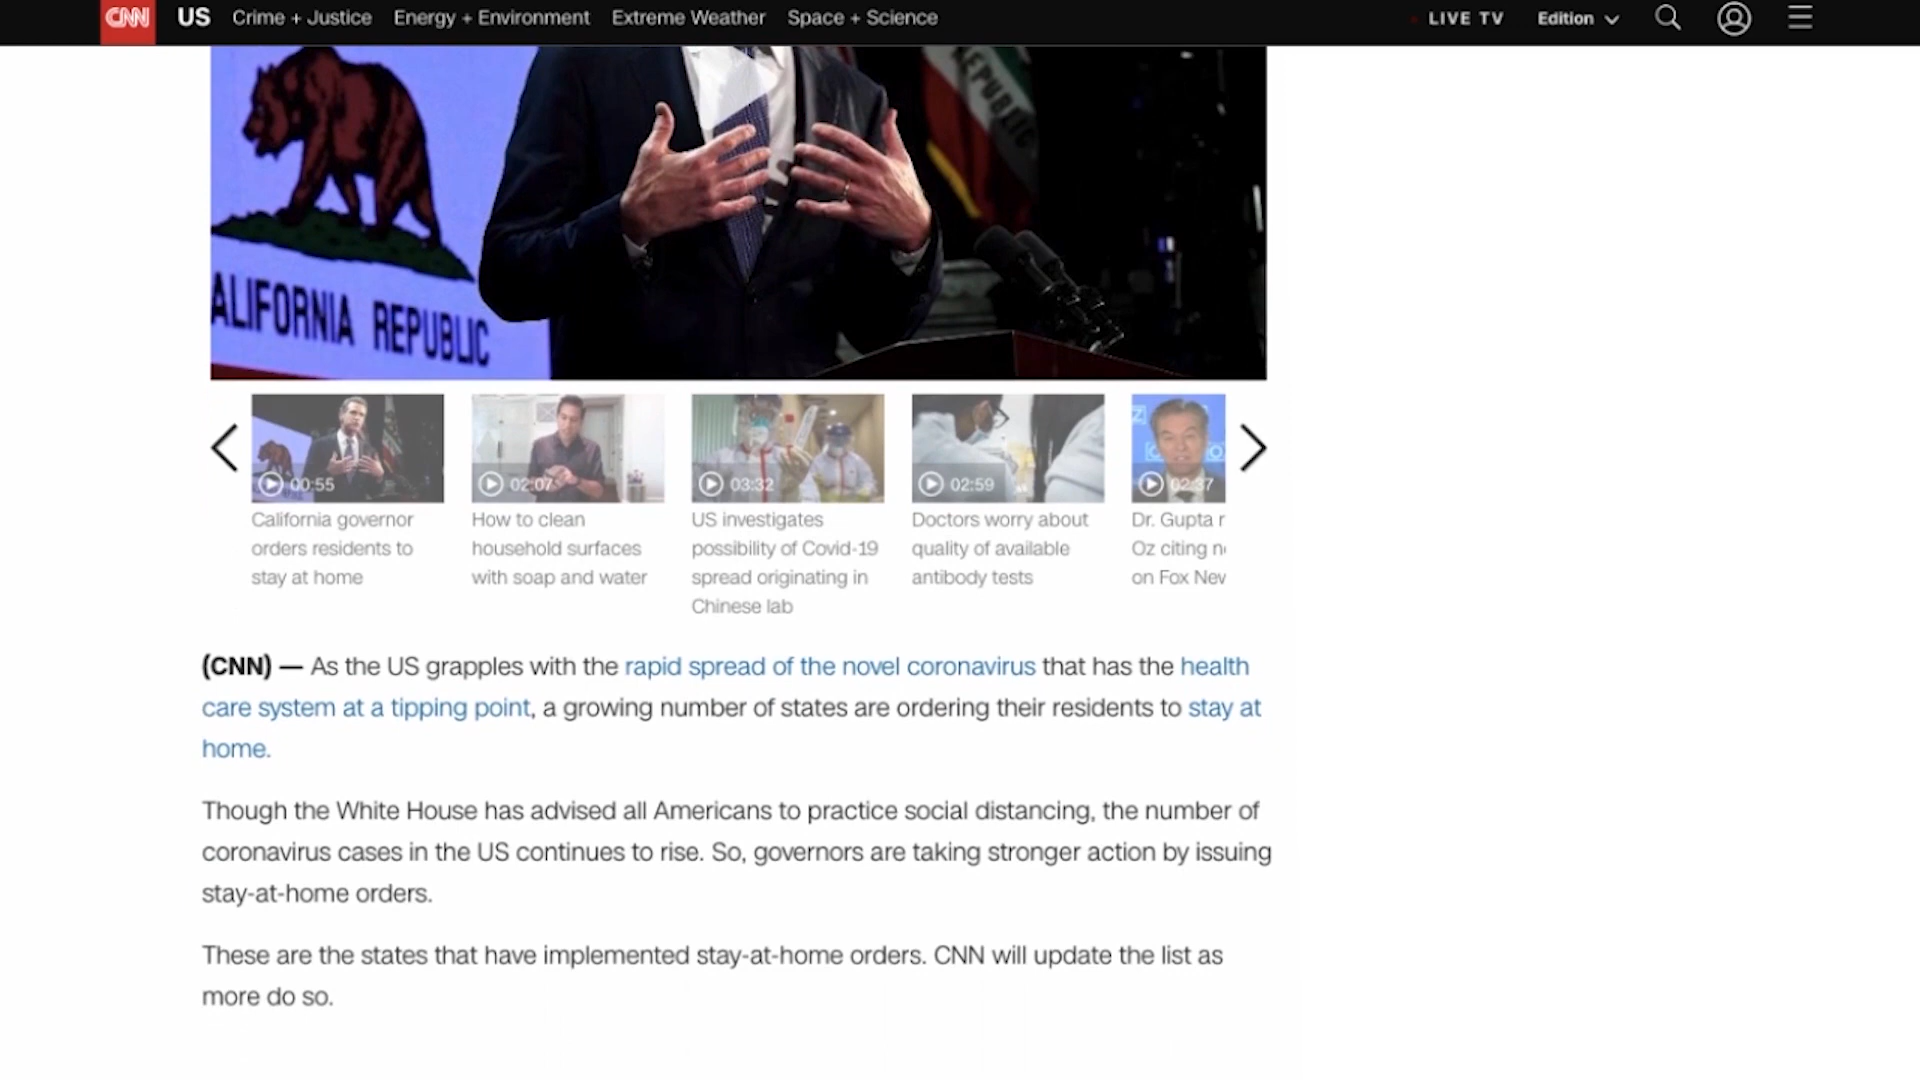 CNN US Crime + Justice Energy + Environment Extreme Weather Space + Science LIVE TV Edition
REPUBLIC
ALIFORNIA REPUBLIC
00:55
02:07
03:32
02:59
02:37
California governor
orders residents to
stay at home
How to clean
household surfaces
with soap and water
US investigates
possibility of Covid-19
spread originating in
Chinese lab
Doctors worry about
quality of available
antibody tests
Dr. Gupta r
Oz citing
on Fox
(CNN) — As the US grapples with the rapid spread of the novel coronavirus that has the health
care system at a tipping point, a growing number of states are ordering their residents to stay at
home.
Though the White House has advised all Americans to practice social distancing, the number of
coronavirus cases in the US continues to rise. So, governors are taking stronger action by issuing
stay-at-home orders.
These are the states that have implemented stay-at-home orders. CNN will update the list as
more do so.